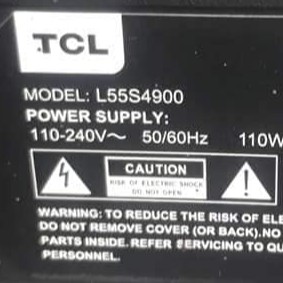 TCL
MODEL: L55S4900
POWER SUPPLY:
110-240V~ 50/60Hz 110W
CAUTION
RISK OF ELECTRIC SHOCK
DO NOT OPEN
WARNING: TO REDUCE THE RISK OF ELE
DO NOT REMOVE COVER (OR BACK). NO
PARTS INSIDE. REFER SERVICING TO QU
PERSONNEL.